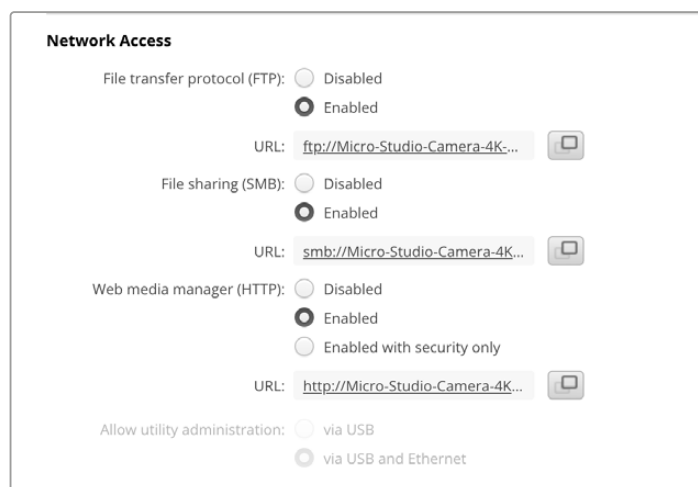 Network Access
File transfer protocol (FTP): Disabled
Enabled
URL: ftp://Micro-Studio-Camera-4K-...
File sharing (SMB): Disabled
Enabled
URL: smb://Micro-Studio-Camera-4K...
Web media manager (HTTP): Disabled
Enabled
Enabled with security only
URL: http://Micro-Studio-Camera-4K...
Allow utility administration: via USB
via USB and Ethernet